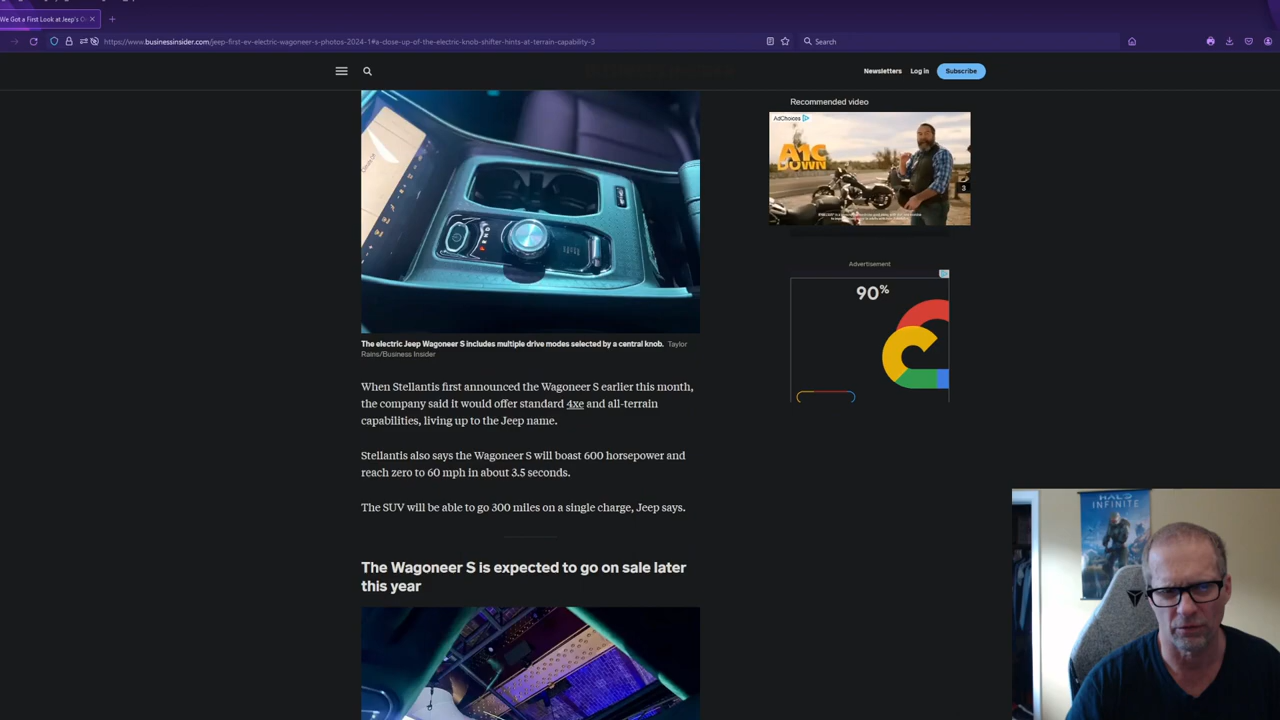 We Got a First Look at Jeep's
https://www.businessinsider.com/jeep-first-ev-electric-wagoneer-s-photos-2024-1#a-close-up-of-the-electric-knob-shifter-hints-at-terrain-capability-3
Search
Newsletters
Log in
Subscribe
The electric Jeep Wagoneer S includes multiple drive modes selected by a central knob. Taylor
Rains/Business Insider
When Stellantis first announced the Wagoneer S earlier this month,
the company said it would offer standard 4xe and all-terrain
capabilities, living up to the Jeep name.
Stellantis also says the Wagoneer S will boast 600 horsepower and
reach zero to 60 mph in about 3.5 seconds.
The SUV will be able to go 300 miles on a single charge, Jeep says.
The Wagoneer S is expected to go on sale later
this year
Recommended video
AdChoices
A1C
DOWN
3
Advertisement
90%
HALO
INFINITE